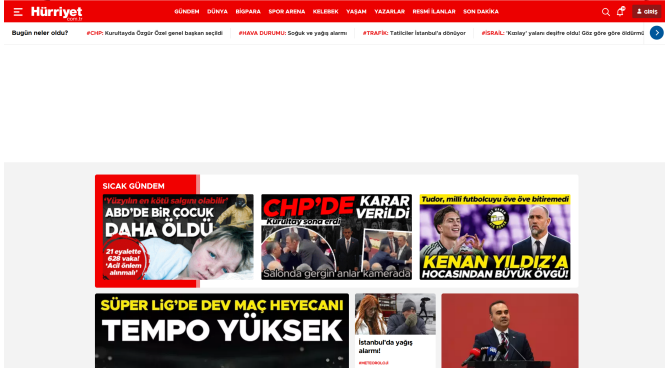 Hürriyet
.com.tr
GÜNDEM DÜNYA BİGPARA SPOR ARENA KELEBEK YAŞAM YAZARLAR RESMİ İLANLAR SON DAKİKA
GİRİŞ
Bugün neler oldu?
#CHP: Kurultayda Özgür Özel genel başkan seçildi
#HAVA DURUMU: Soğuk ve yağış alarmı
#TRAFİK: Tatilciler İstanbul'a dönüyor
#İSRAİL: 'Kızılay' yalanı deşifre oldu! Göz göre göre öldürmü
SICAK GÜNDEM
'Yüzyılın en kötü salgını olabilir'
ABD'DE BİR ÇOCUK
DAHA ÖLDÜ
21 eyalette
628 vaka!
'Acil önlem
alınmalı'
CHP'DE KARAR
VERİLDİ
Kurultay sona erdi
Salonda gergin anlar kamerada
Tudor, milli futbolcuyu öve öve bitiremedi
KENAN YILDIZ'A
HOCASINDAN BÜYÜK ÖVGÜ!
SÜPER LİG'DE DEV MAÇ HEYECANI
TEMPO YÜKSEK
İstanbul'da yağış
alarmı!
#METEOROLOJİ